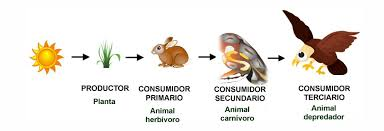 PRODUCTOR
Planta
CONSUMIDOR
PRIMARIO
Animal
herbívoro
CONSUMIDOR
SECUNDARIO
Animal
carnívoro
CONSUMIDOR
TERCIARIO
Animal
depredador